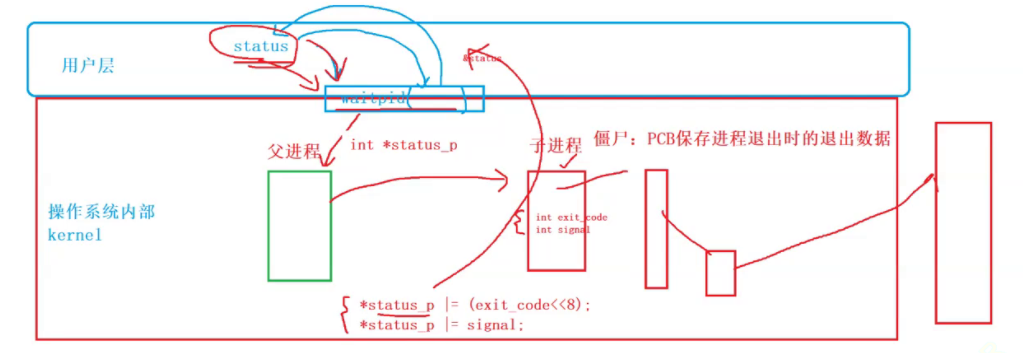 status
&status
用户层
waitpid(
父进程
int *status_p
子进程
僵尸：PCB保存进程退出时的退出数据
操作系统内部
kernel
int exit_code
int signal
*status_p |= (exit_code<<8);
*status_p |= signal;